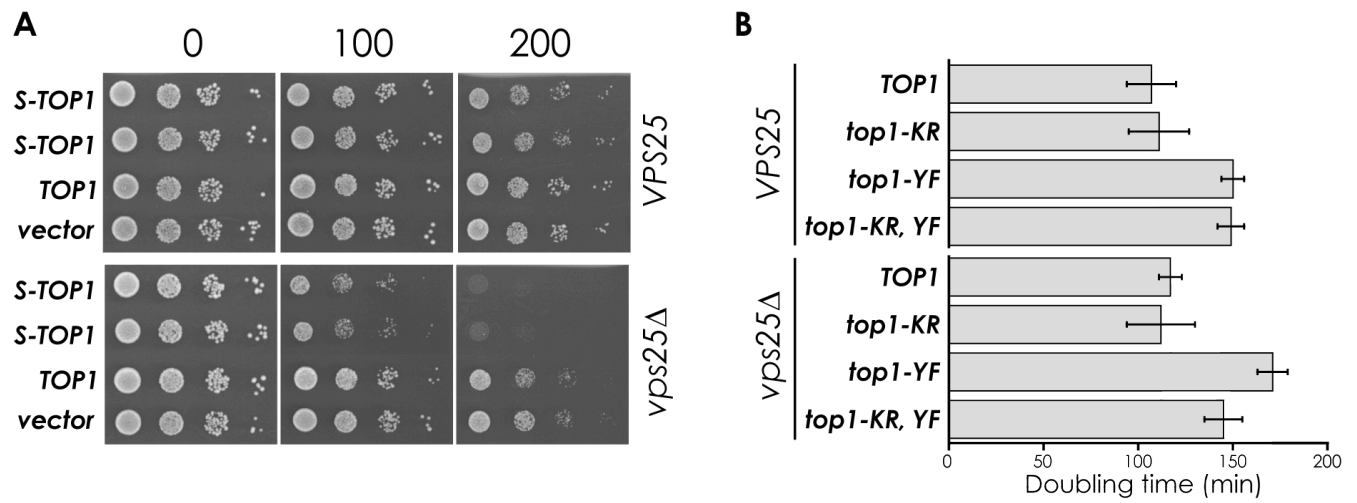 A
0 100 200
S-TOP1
S-TOP1
TOP1
vector
VPS25
S-TOP1
S-TOP1
TOP1
vector
vps25Δ
B
VPS25
TOP1
top1-KR
top1-YF
top1-KR, YF
vps25Δ
TOP1
top1-KR
top1-YF
top1-KR, YF
0 50 100 150 200
Doubling time (min)